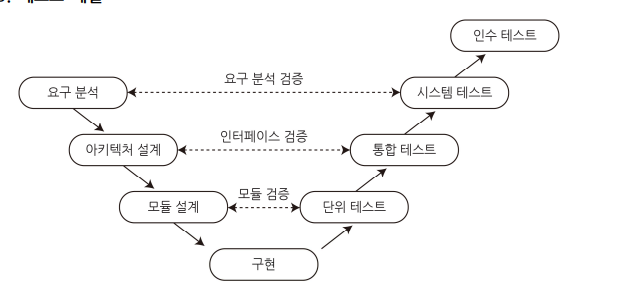 인수 테스트
요구 분석
요구 분석 검증
시스템 테스트
아키텍처 설계
인터페이스 검증
통합 테스트
모듈 설계
모듈 검증
단위 테스트
구현